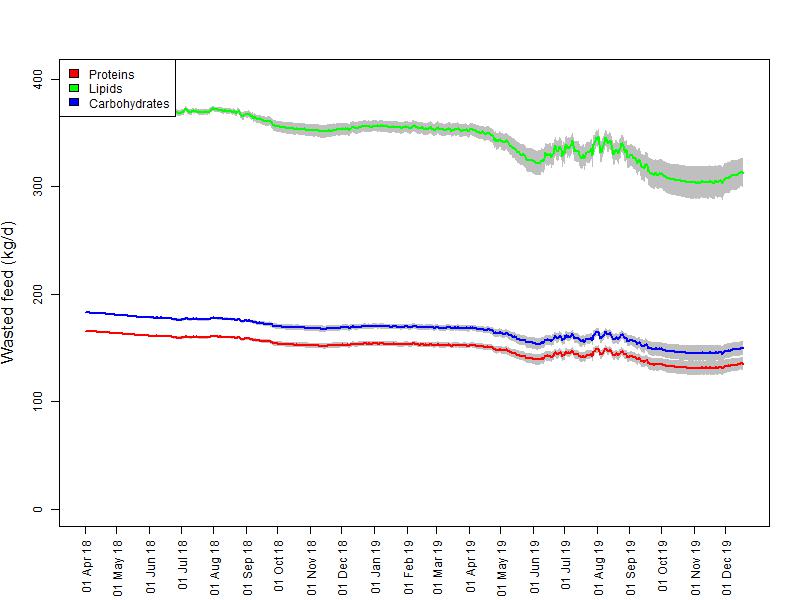 Proteins
Lipids
Carbohydrates
Wasted feed (kg/d)
400
300
200
100
0
01 Apr 18
01 May 18
01 Jun 18
01 Jul 18
01 Aug 18
01 Sep 18
01 Oct 18
01 Nov 18
01 Dec 18
01 Jan 19
01 Feb 19
01 Mar 19
01 Apr 19
01 May 19
01 Jun 19
01 Jul 19
01 Aug 19
01 Sep 19
01 Oct 19
01 Nov 19
01 Dec 19